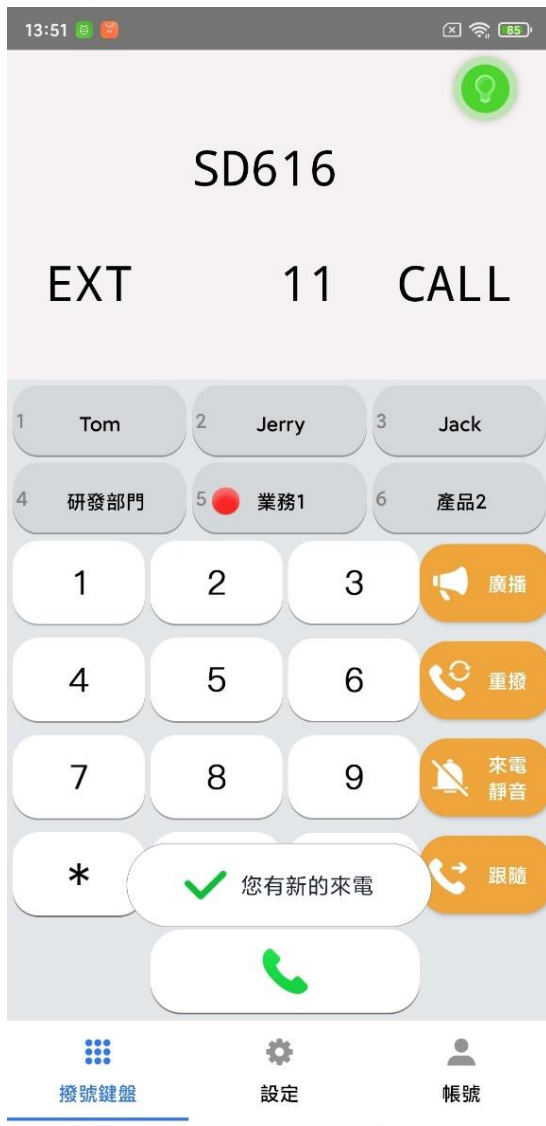 13:51
85
SD616
EXT 11 CALL
1 Tom
2 Jerry
3 Jack
4 研發部門
5 業務1
6 產品2
1 2 3 廣播
4 5 6 重撥
7 8 9 來電
靜音
* 跟隨
您有新的來電
撥號鍵盤 設定 帳號